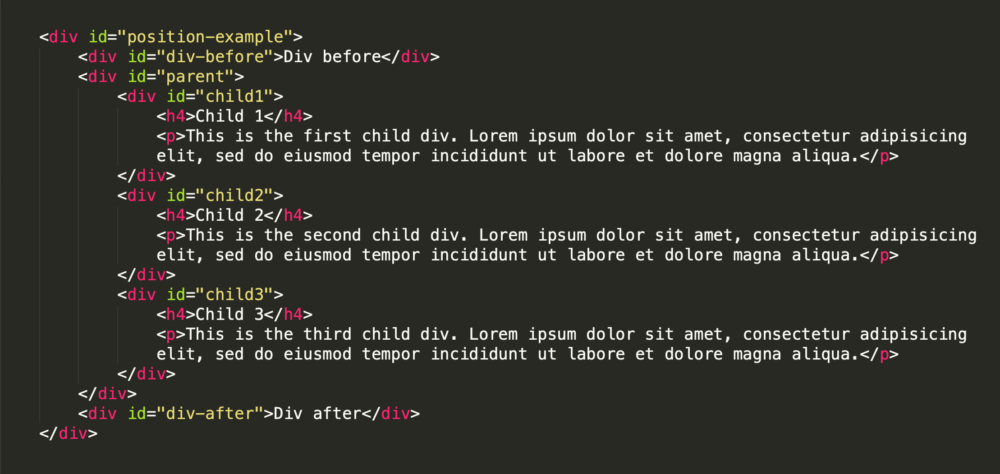 <div id="position-example">
<div id="div-before">Div before</div>
<div id="parent">
<div id="child1">
<h4>Child 1</h4>
<p>This is the first child div. Lorem ipsum dolor sit amet, consectetur adipisicing
elit, sed do eiusmod tempor incididunt ut labore et dolore magna aliqua.</p>
</div>
<div id="child2">
<h4>Child 2</h4>
<p>This is the second child div. Lorem ipsum dolor sit amet, consectetur adipisicing
elit, sed do eiusmod tempor incididunt ut labore et dolore magna aliqua.</p>
</div>
<div id="child3">
<h4>Child 3</h4>
<p>This is the third child div. Lorem ipsum dolor sit amet, consectetur adipisicing
elit, sed do eiusmod tempor incididunt ut labore et dolore magna aliqua.</p>
</div>
</div>
<div id="div-after">Div after</div>
</div>